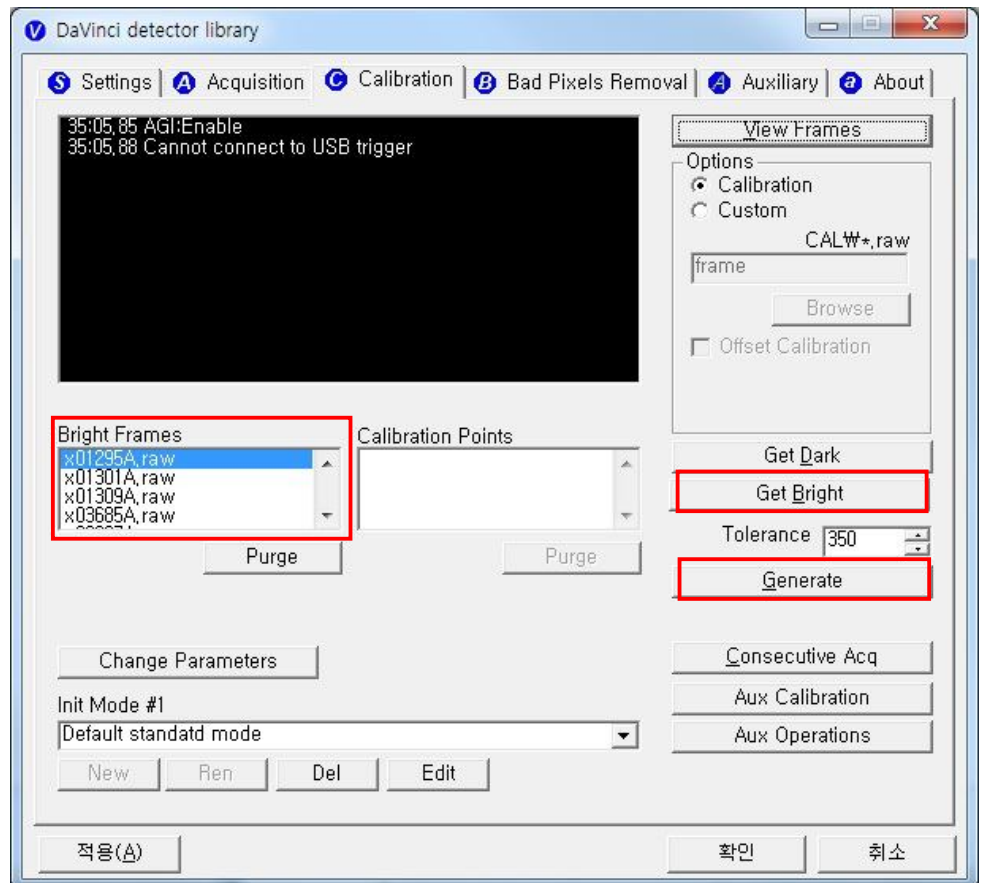 DaVinci detector library
Settings
Acquisition
Calibration
Bad Pixels Removal
Auxiliary
About
35:05,85 AGI:Enable
35:05,88 Cannot connect to USB trigger
View Frames
Options
Calibration
Custom
CAL₩*,raw
frame
Browse
Offset Calibration
Bright Frames
x01295A,raw
x01301A,raw
x01309A,raw
x03685A,raw
Purge
Calibration Points
Purge
Get Dark
Get Bright
Tolerance 350
Generate
Change Parameters
Init Mode #1
Default standatd mode
New
Ren
Del
Edit
Consecutive Acq
Aux Calibration
Aux Operations
적용(A)
확인
취소